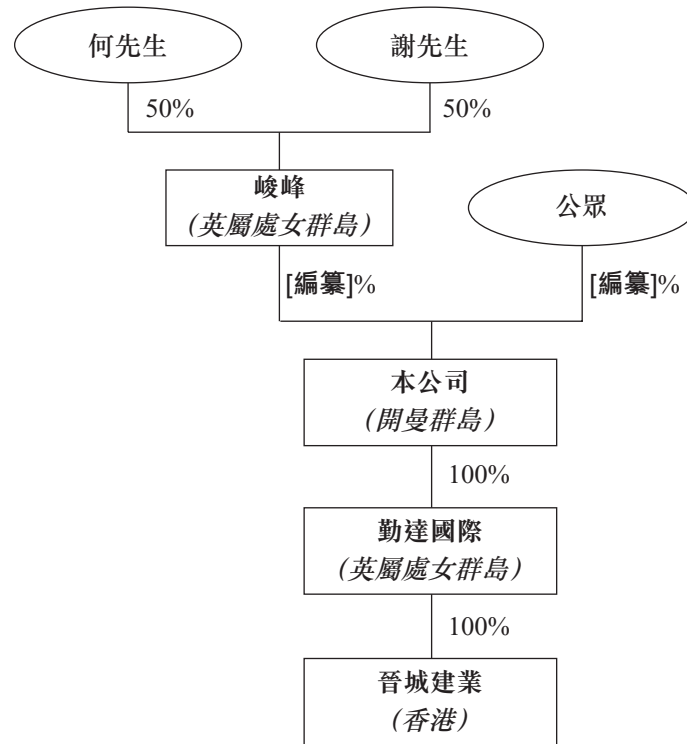 何先生
謝先生
50%
50%
峻峰
(英屬處女群島)
公眾
[編纂]%
[編纂]%
本公司
(開曼群島)
100%
勤達國際
(英屬處女群島)
100%
晉城建業
(香港)